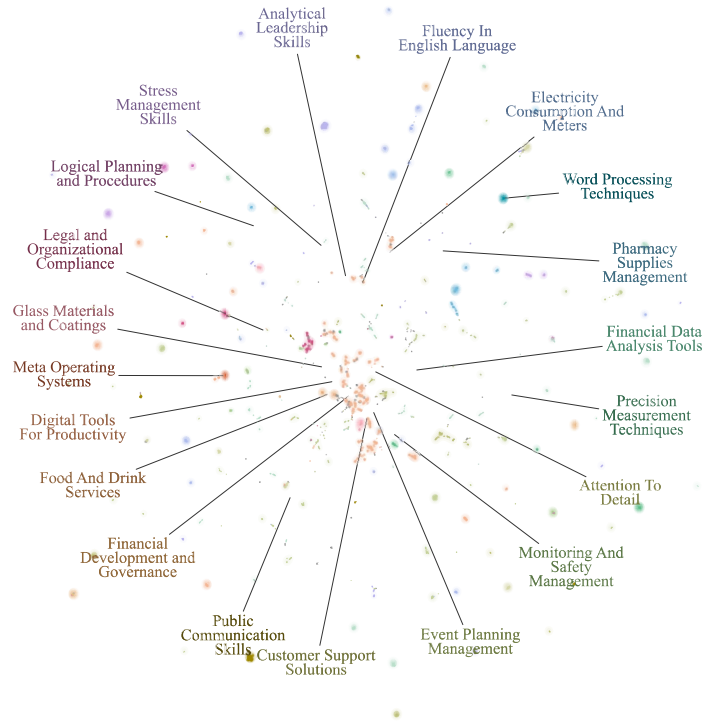 Analytical
Leadership
Skills
Fluency In
English Language
Stress
Management
Skills
Electricity
Consumption And
Meters
Logical Planning
and Procedures
Word Processing
Techniques
Legal and
Organizational
Compliance
Pharmacy
Supplies
Management
Glass Materials
and Coatings
Financial Data
Analysis Tools
Meta Operating
Systems
Precision
Measurement
Techniques
Digital Tools
For Productivity
Food And Drink
Services
Attention To
Detail
Financial
Development and
Governance
Monitoring And
Safety
Management
Public
Communication
Skills
Customer Support
Solutions
Event Planning
Management